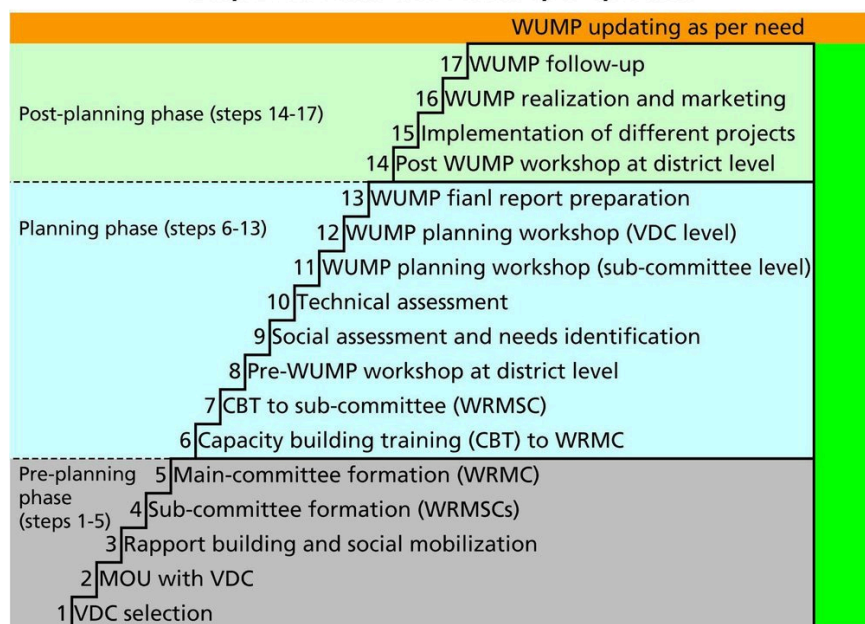 WUMP updating as per need
17 WUMP follow-up
16 WUMP realization and marketing
Post-planning phase (steps 14-17)
15 Implementation of different projects
14 Post WUMP workshop at district level
13 WUMP fianl report preparation
Planning phase (steps 6-13)
12 WUMP planning workshop (VDC level)
11 WUMP planning workshop (sub-committee level)
10 Technical assessment
9 Social assessment and needs identification
8 Pre-WUMP workshop at district level
7 CBT to sub-committee (WRMSC)
6 Capacity building training (CBT) to WRMC
Pre-planning
phase
(steps 1-5)
5 Main-committee formation (WRMC)
4 Sub-committee formation (WRMSCs)
3 Rapport building and social mobilization
2 MOU with VDC
1 VDC selection